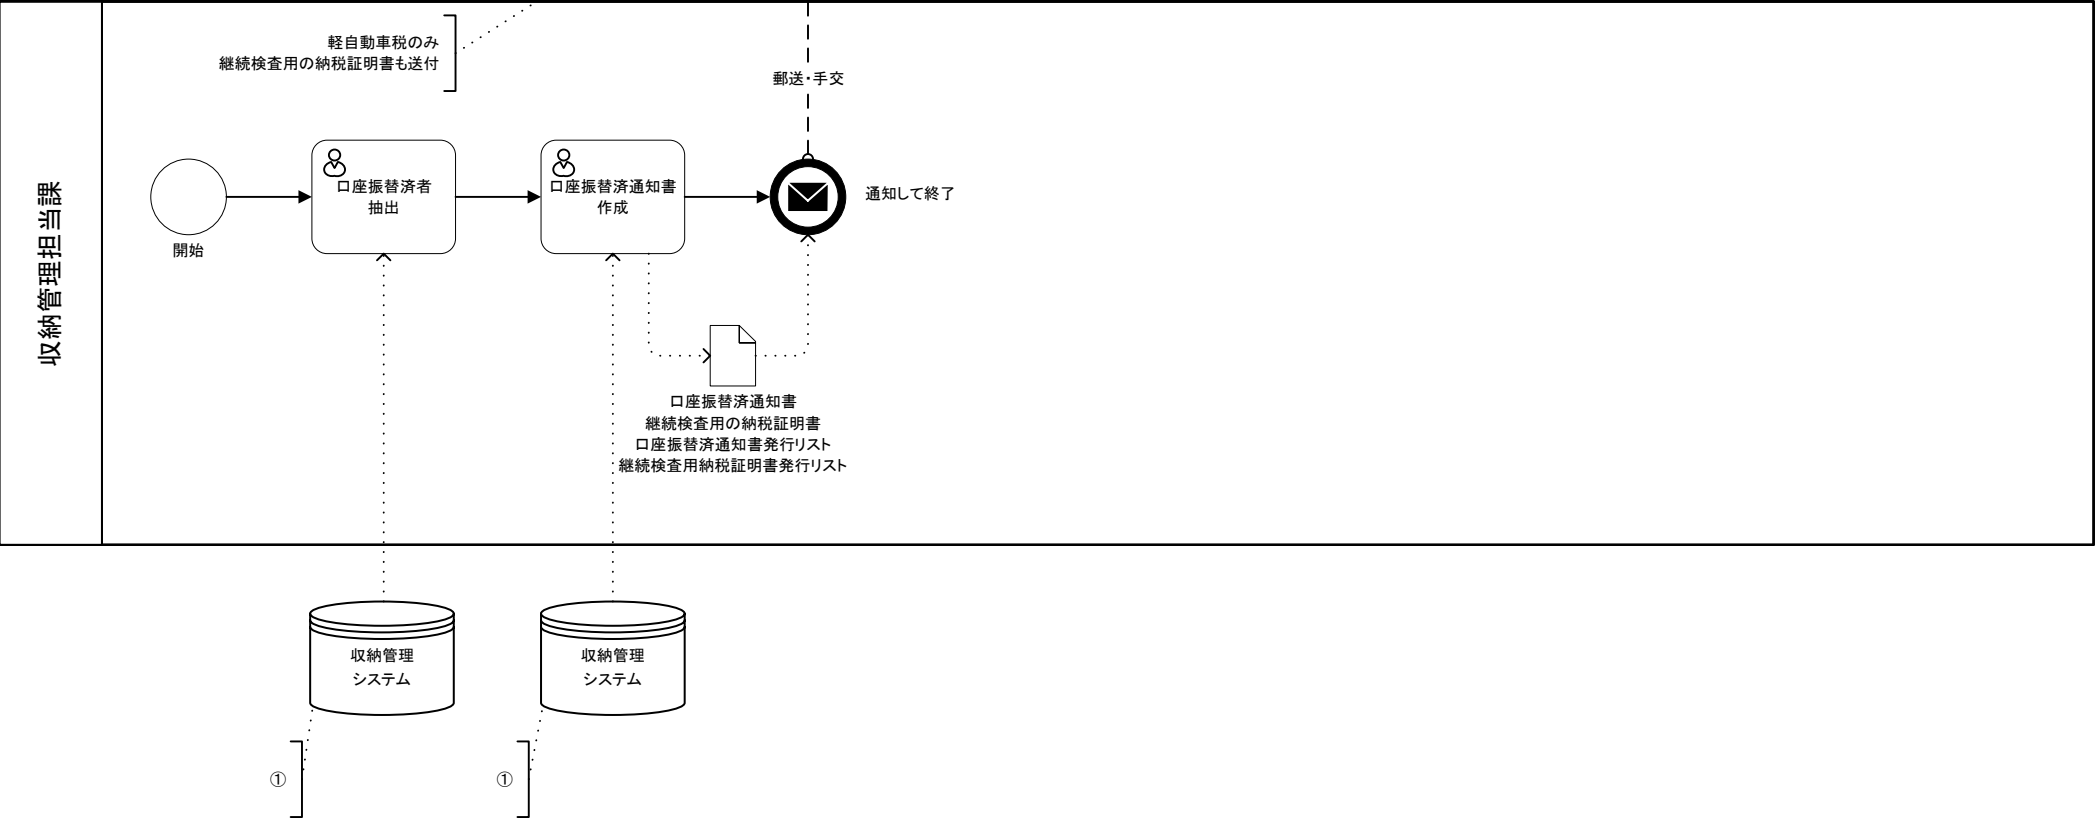 収納管理担当課
軽自動車税のみ
継続検査用の納税証明書も送付
郵送・手交
開始
口座振替済者
抽出
口座振替済通知書
作成
通知して終了
口座振替済通知書
継続検査用の納税証明書
口座振替済通知書発行リスト
継続検査用納税証明書発行リスト
収納管理
システム
収納管理
システム
①
①